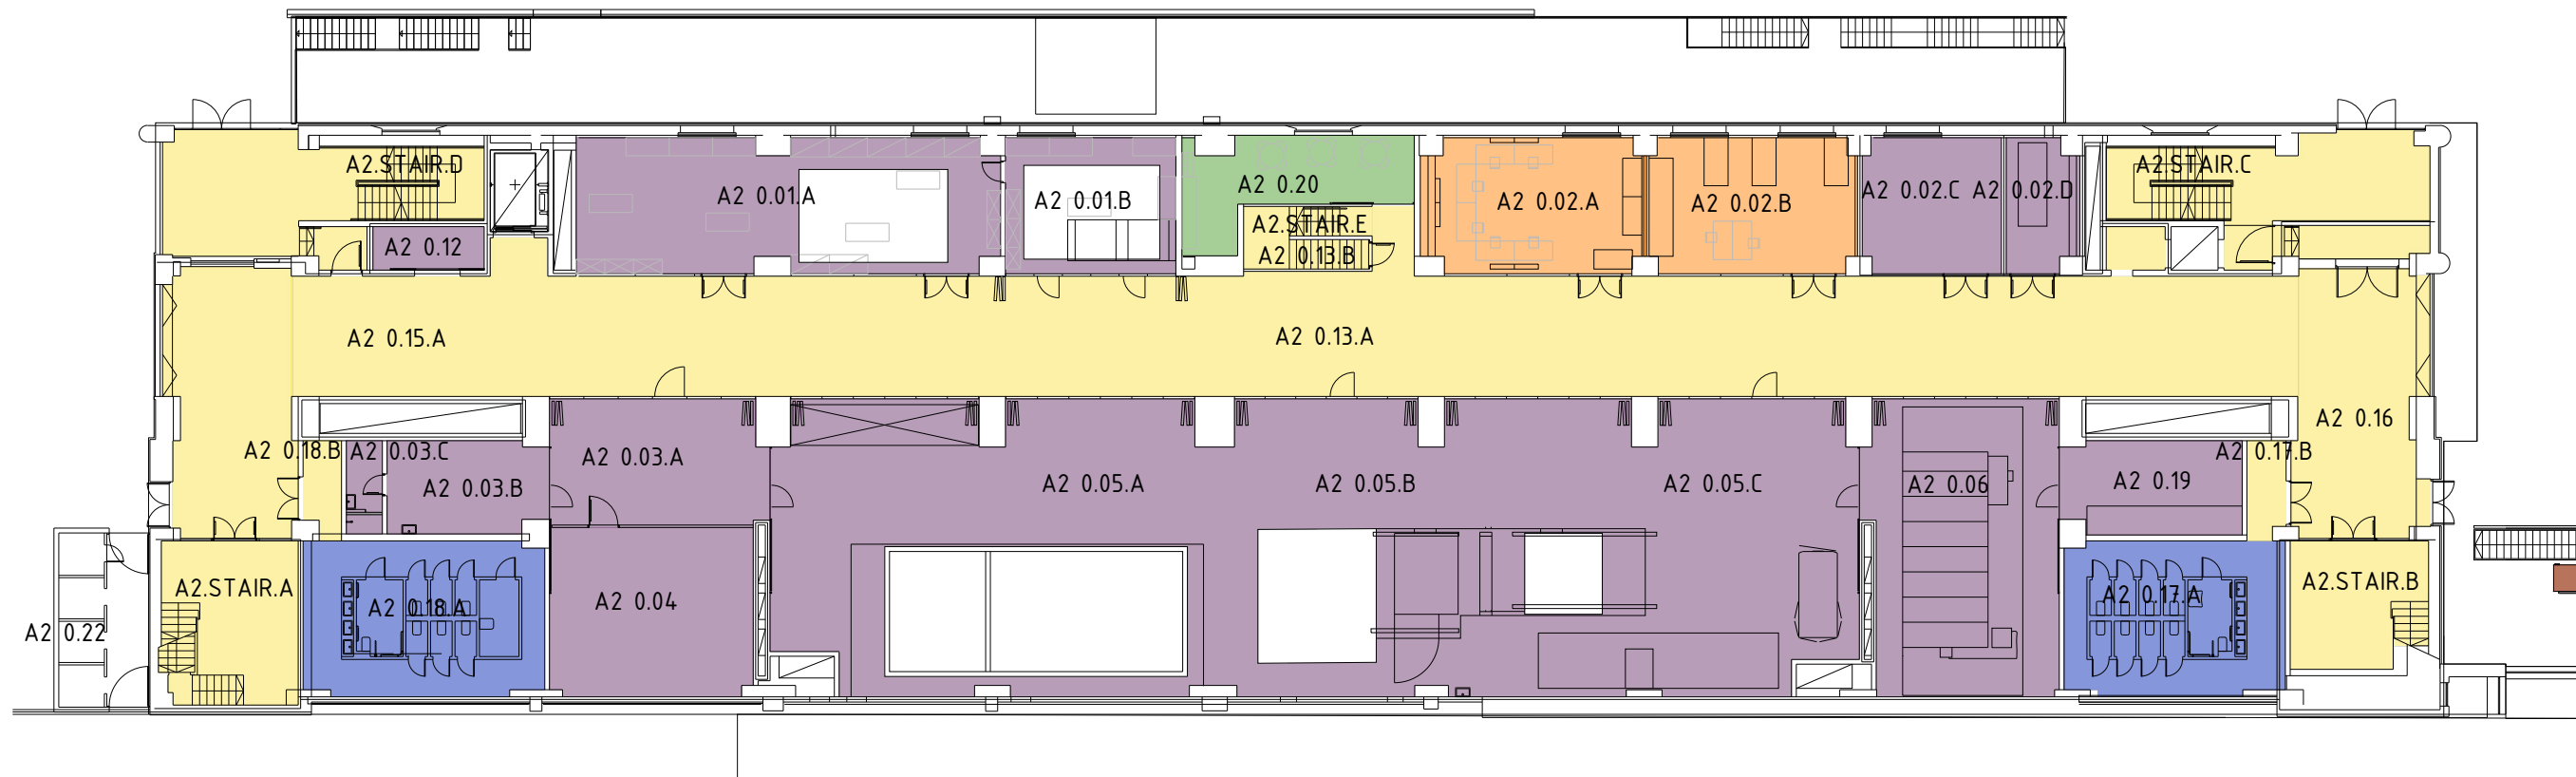 A2.STAIR.D
A2.STAIR.C
A2 0.20
A2 0.01.A
A2 0.01.B
A2 0.02.A
A2 0.02.B
A2 0.02.C
A2 0.02.D
A2.STAIR.E
A2 0.12
A2 0.13.B
A2 0.15.A
A2 0.13.A
A2 0.16
A2 0.18.B
A2 0.03.C
A2 0.03.A
A2 0.17.B
A2 0.03.B
A2 0.05.A
A2 0.05.B
A2 0.05.C
A2 0.06
A2 0.19
A2.STAIR.A
A2 0.18.A
A2 0.04
A2 0.17.A
A2.STAIR.B
A2 0.22